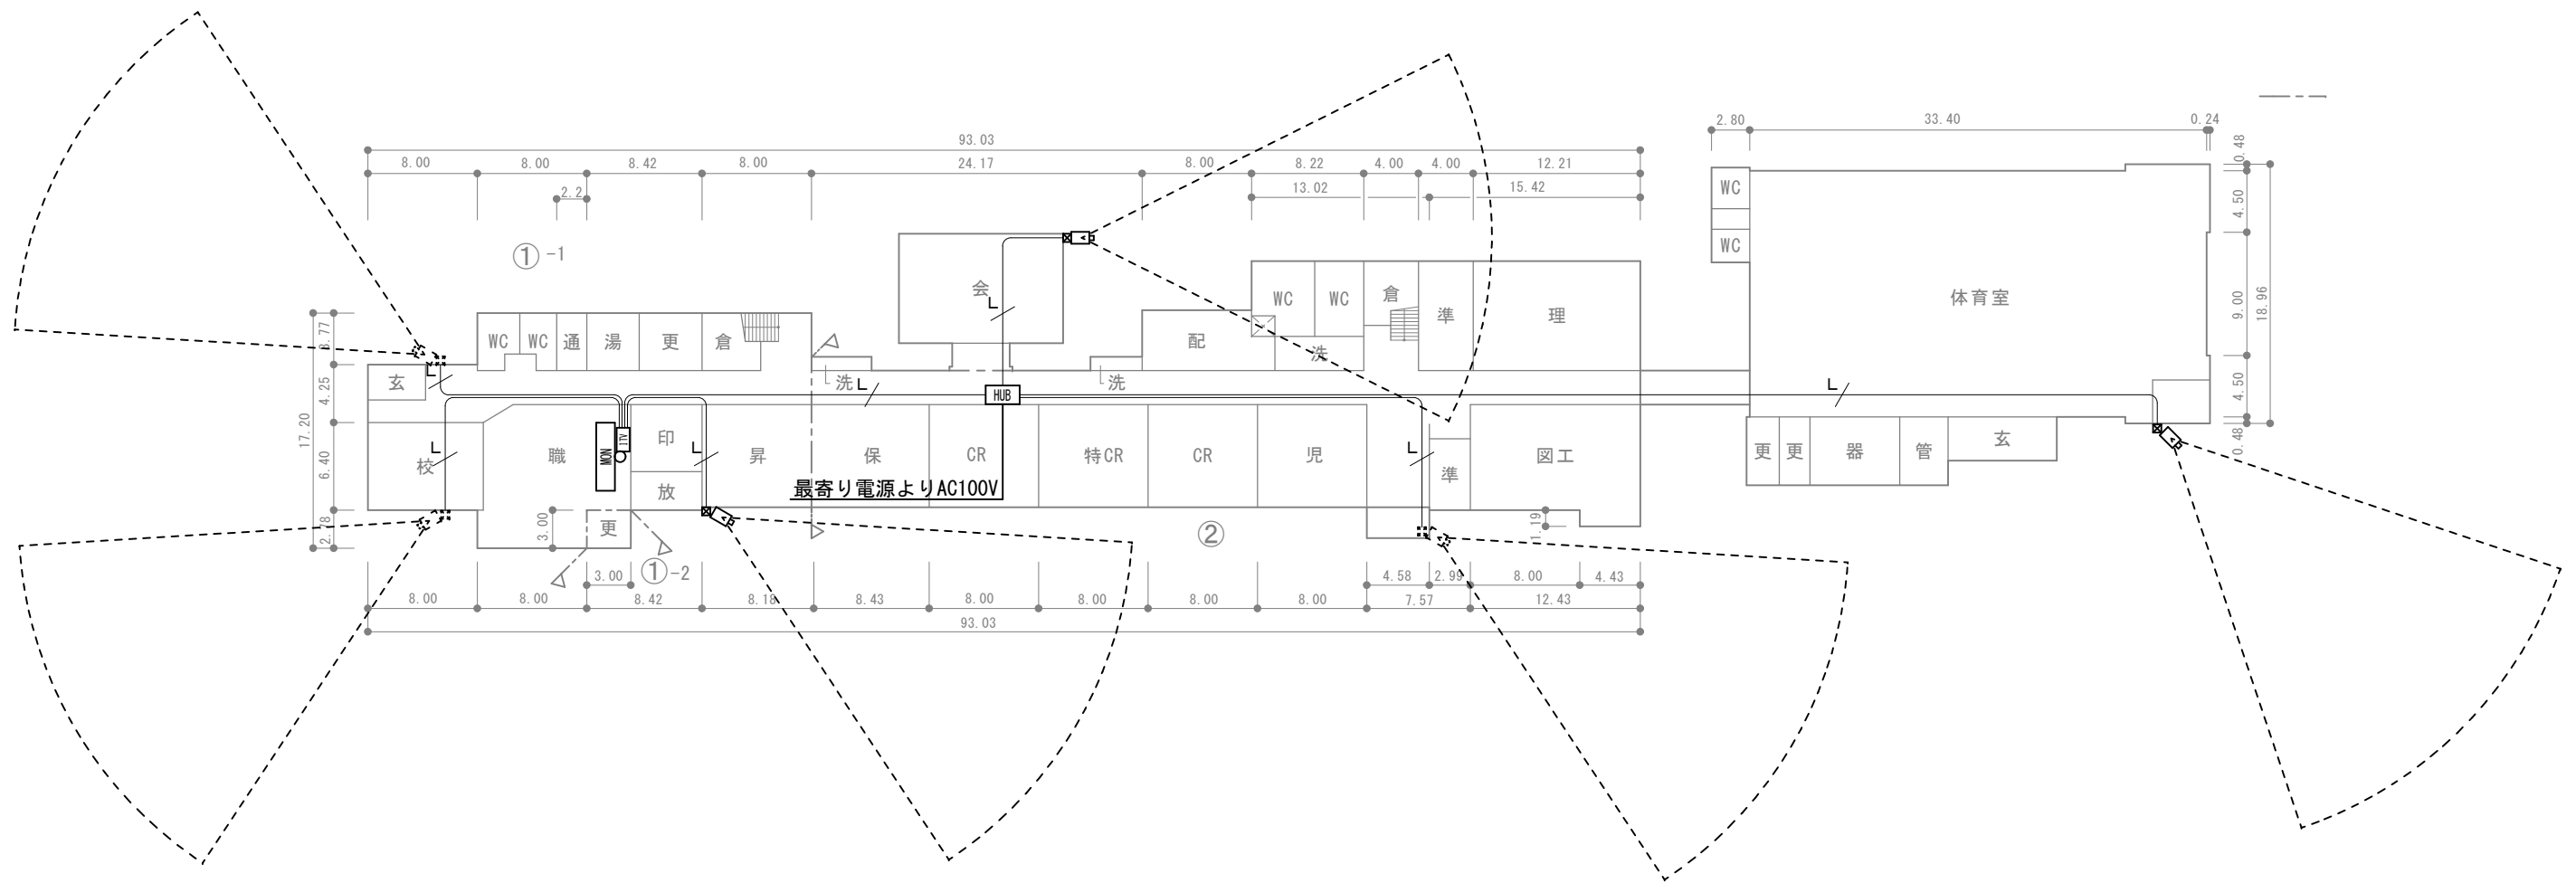 2.80 33.40 0.24
93.03
8.00 8.00 8.42 8.00 24.17 8.00 8.22 4.00 4.00 12.21
2.2 13.02 15.42
0.48
4.50
9.00
18.96
4.50
0.48
WC
WC
体育室
①-1
会
L
WC WC 倉 準 理
WC WC 通 湯 更 倉
配
洗
3.77
4.25
17.20
6.40
2.78
玄
L
洗 L
洗
HUB
L
MON
ITV
校 L
職
印
放
L
昇 保 CR 特CR CR 児
L
準
図工
更 更 器 管 玄
最寄り電源よりAC100V
3.00
更
②
1.19
①-2
3.00
4.58 2.99 8.00 4.43
8.00 8.00 8.42 8.18 8.43 8.00 8.00 8.00 8.00 7.57 12.43
93.03